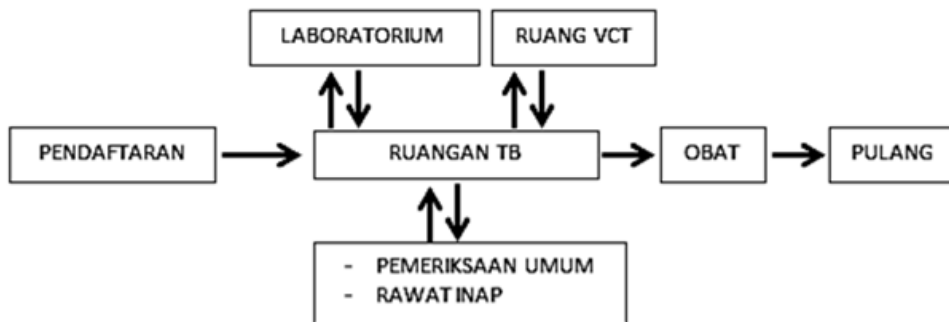 LABORATORIUM
RUANG VCT
PENDAFTARAN
RUANGAN TB
OBAT
PULANG
- PEMERIKSAAN UMUM
- RAWAT INAP